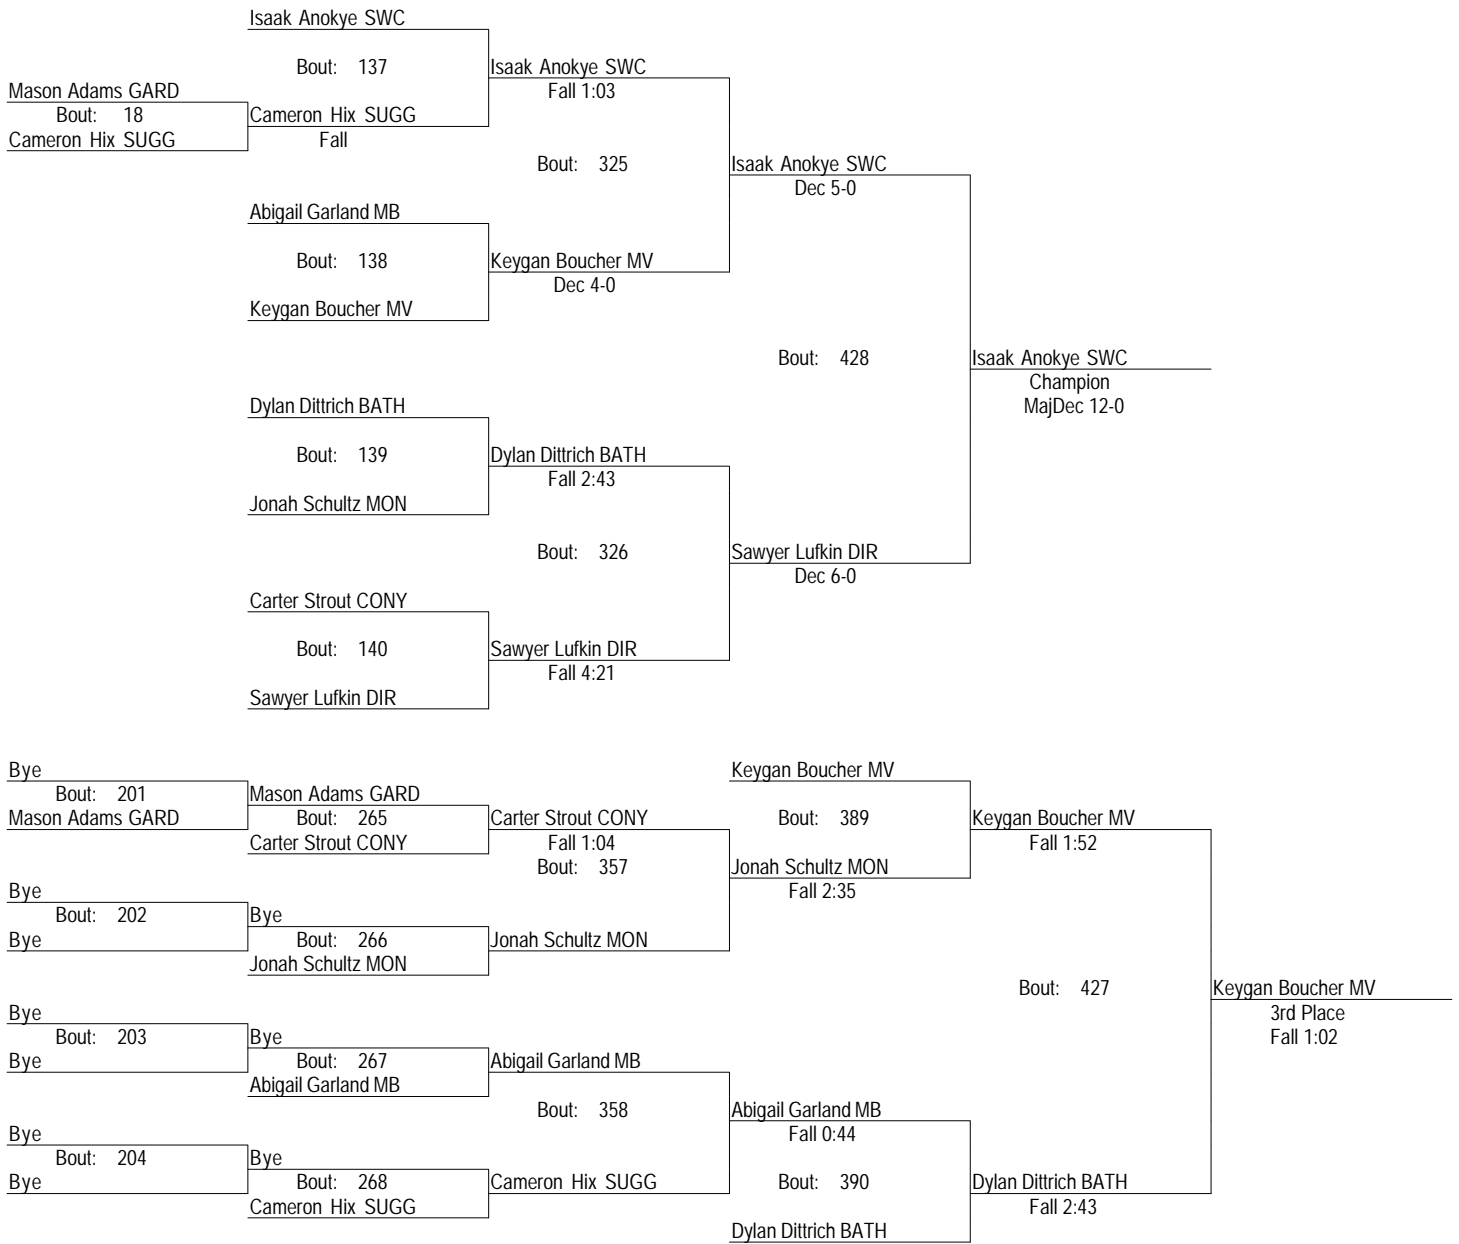 Isaak Anokye SWC
Bout: 137
Isaak Anokye SWC
Mason Adams GARD
Fall 1:03
Bout: 18
Cameron Hix SUGG
Cameron Hix SUGG
Fall
Bout: 325
Isaak Anokye SWC
Dec 5-0
Abigail Garland MB
Bout: 138
Keygan Boucher MV
Dec 4-0
Keygan Boucher MV
Bout: 428
Isaak Anokye SWC
Champion
MajDec 12-0
Dylan Dittrich BATH
Bout: 139
Dylan Dittrich BATH
Fall 2:43
Jonah Schultz MON
Bout: 326
Sawyer Lufkin DIR
Dec 6-0
Carter Strout CONY
Bout: 140
Sawyer Lufkin DIR
Fall 4:21
Sawyer Lufkin DIR
Bye
Keygan Boucher MV
Bout: 201
Mason Adams GARD
Mason Adams GARD
Bout: 265
Carter Strout CONY
Bout: 389
Keygan Boucher MV
Carter Strout CONY
Fall 1:04
Fall 1:52
Bout: 357
Jonah Schultz MON
Fall 2:35
Bye
Bout: 202
Bye
Bye
Bout: 266
Jonah Schultz MON
Jonah Schultz MON
Bout: 427
Keygan Boucher MV
3rd Place
Fall 1:02
Bye
Bout: 203
Bye
Bye
Bout: 267
Abigail Garland MB
Abigail Garland MB
Bout: 358
Abigail Garland MB
Fall 0:44
Bye
Bout: 204
Bye
Bye
Bout: 268
Cameron Hix SUGG
Bout: 390
Dylan Dittrich BATH
Cameron Hix SUGG
Fall 2:43
Dylan Dittrich BATH